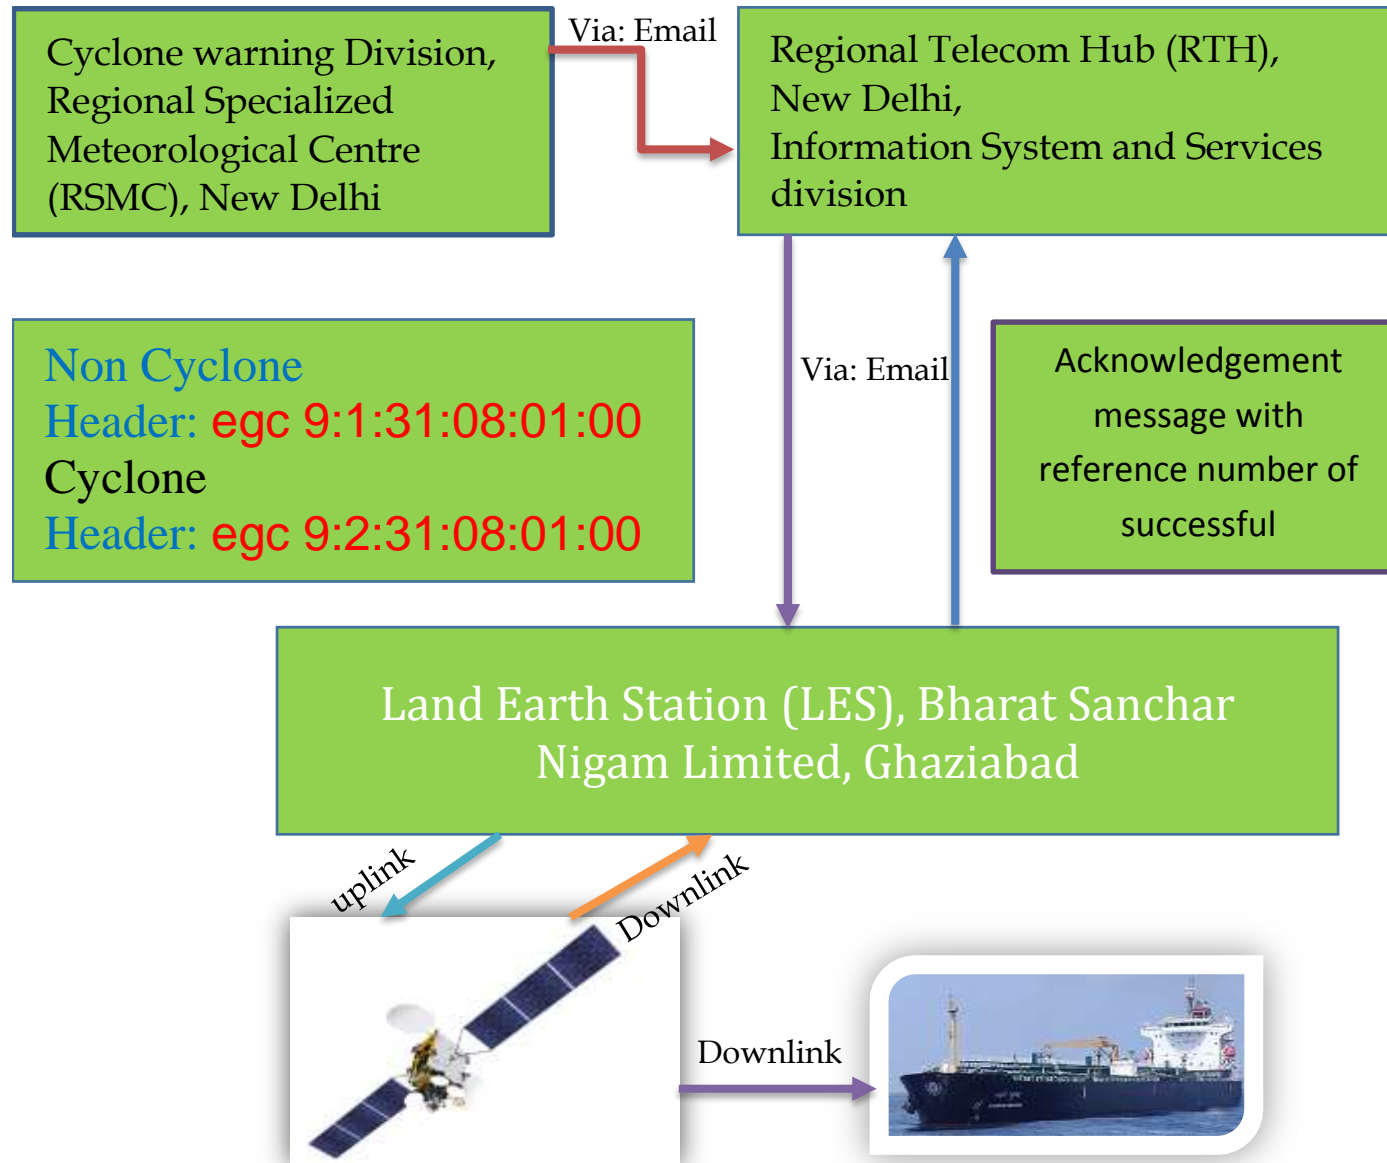 Cyclone warning Division,
Regional Specialized
Meteorological Centre
(RSMC), New Delhi
Via: Email
Regional Telecom Hub (RTH),
New Delhi,
Information System and Services
division
Non Cyclone
Header: egc 9:1:31:08:01:00
Cyclone
Header: egc 9:2:31:08:01:00
Via: Email
Acknowledgement
message with
reference number of
successful
Land Earth Station (LES), Bharat Sanchar
Nigam Limited, Ghaziabad
uplink
Downlink
Downlink